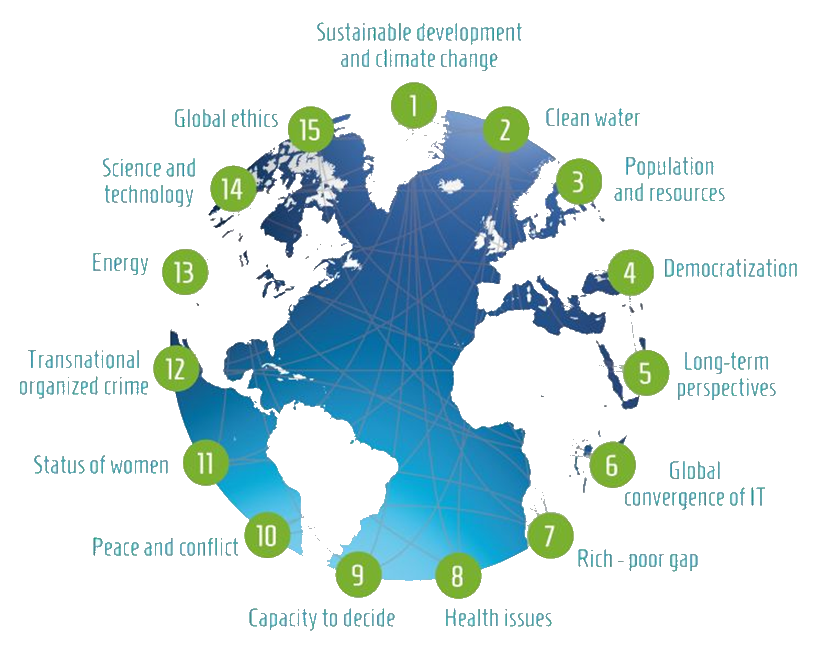 Sustainable development
and climate change
1
2
Clean water
3
Population
and resources
4
Democratization
5
Long-term
perspectives
6
Global
convergence of IT
7
Rich - poor gap
8
Health issues
9
Capacity to decide
10
Peace and conflict
11
Status of women
12
Transnational
organized crime
13
Energy
14
Science and
technology
15
Global ethics